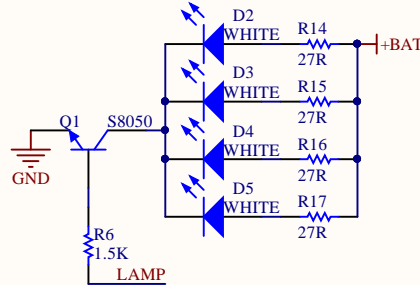 D2
WHITE
R14
27R
+BAT
D3
WHITE
R15
27R
Q1
S8050
D4
WHITE
R16
27R
GND
D5
WHITE
R17
27R
R6
1.5K
LAMP